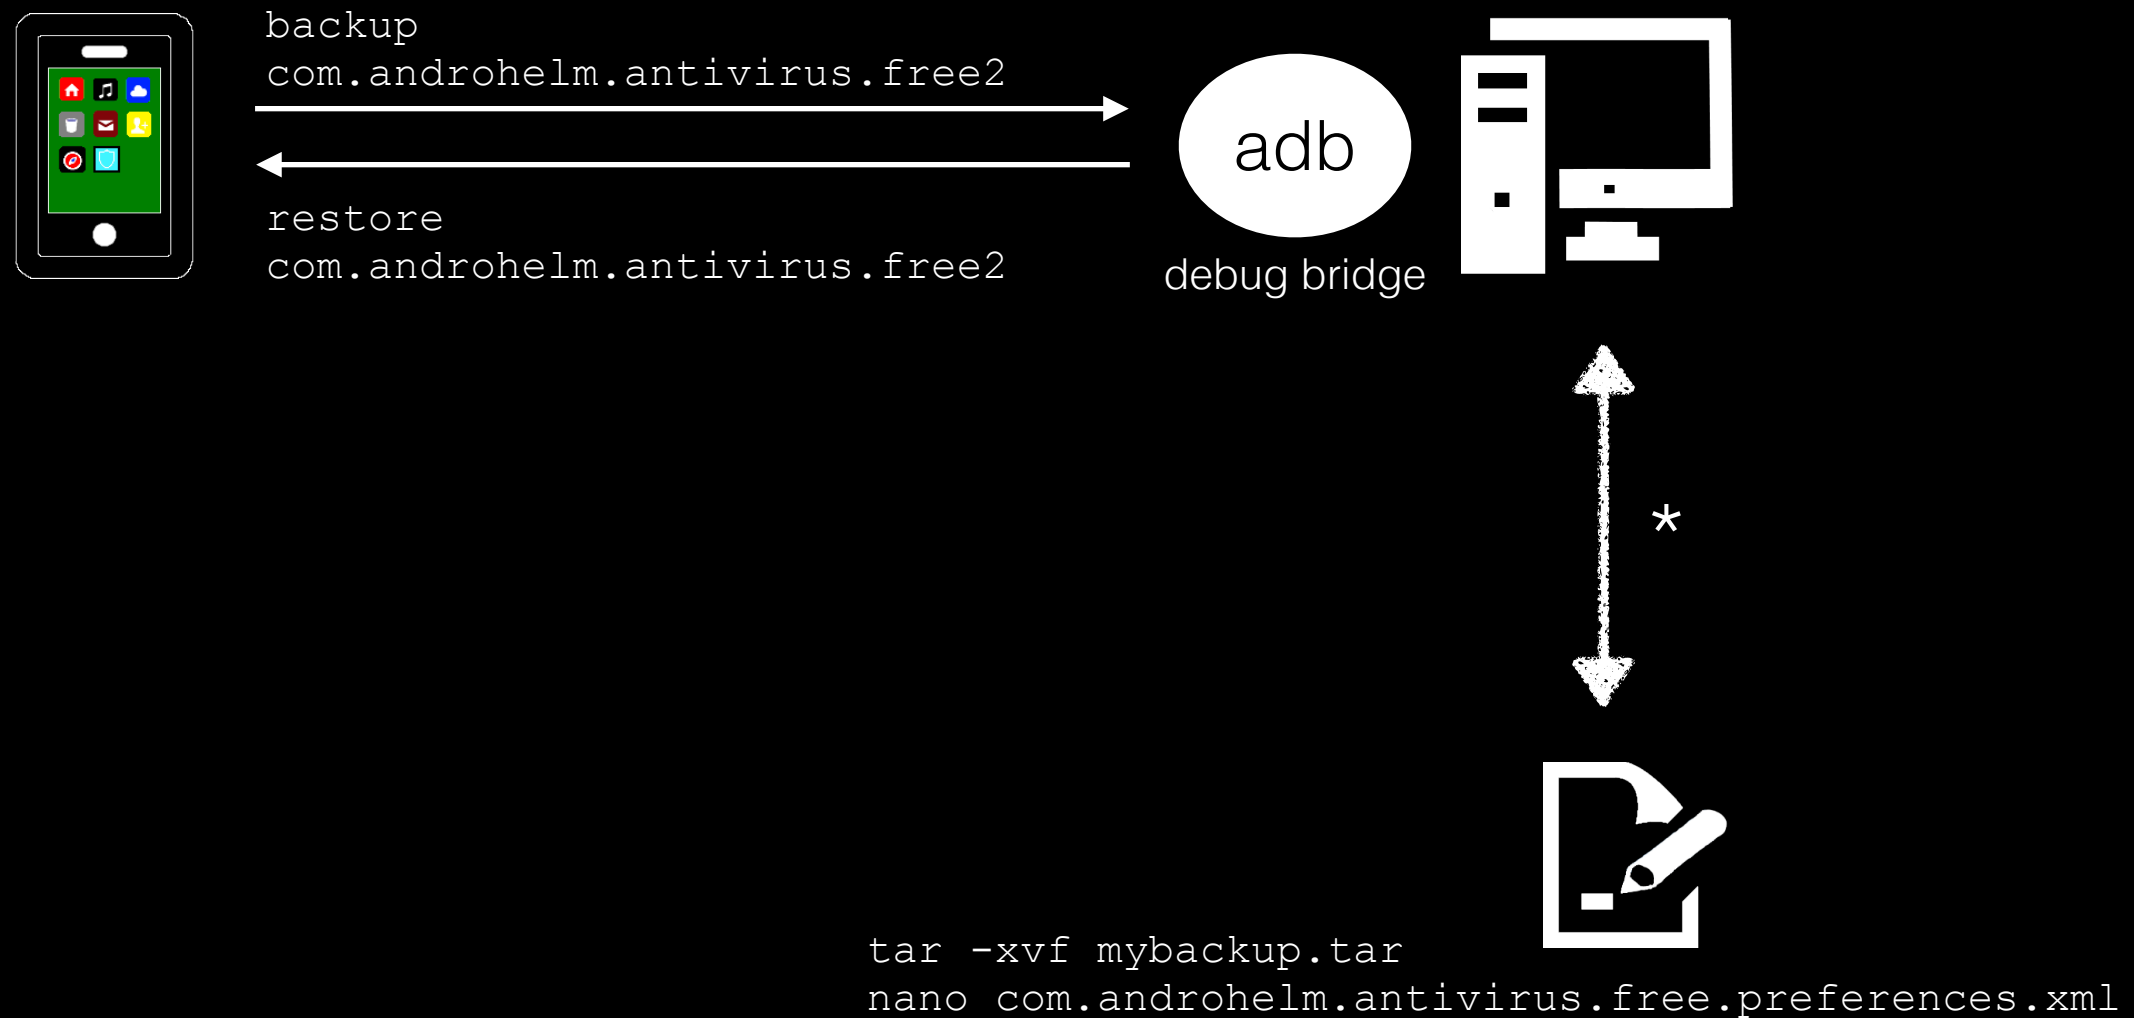 backup
com.androhelm.antivirus.free2
restore
com.androhelm.antivirus.free2
adb
debug bridge
*
tar -xvf mybackup.tar
nano com.androhelm.antivirus.free.preferences.xml